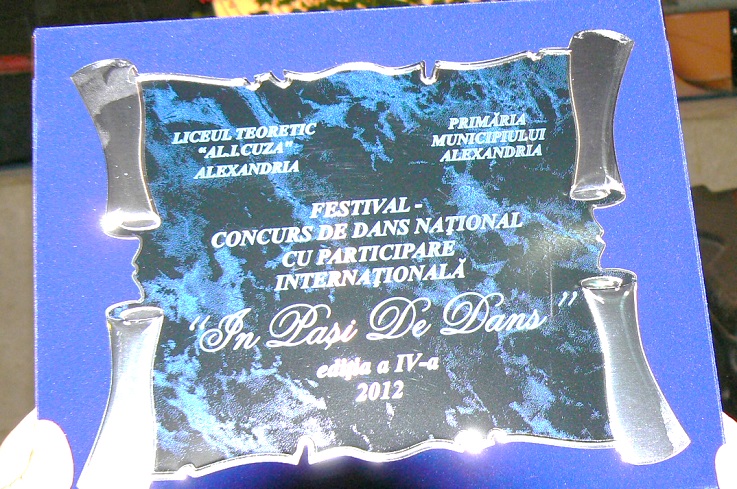 LICEUL TEORETIC
"AL.I.CUZA"
ALEXANDRIA
PRIMĂRIA
MUNICIPIULUI
ALEXANDRIA
FESTIVAL -
CONCURS DE DANS NAȚIONAL
CU PARTICIPARE
INTERNAȚIONALĂ
"In Pași De Dans"
ediția a IV-a
2012